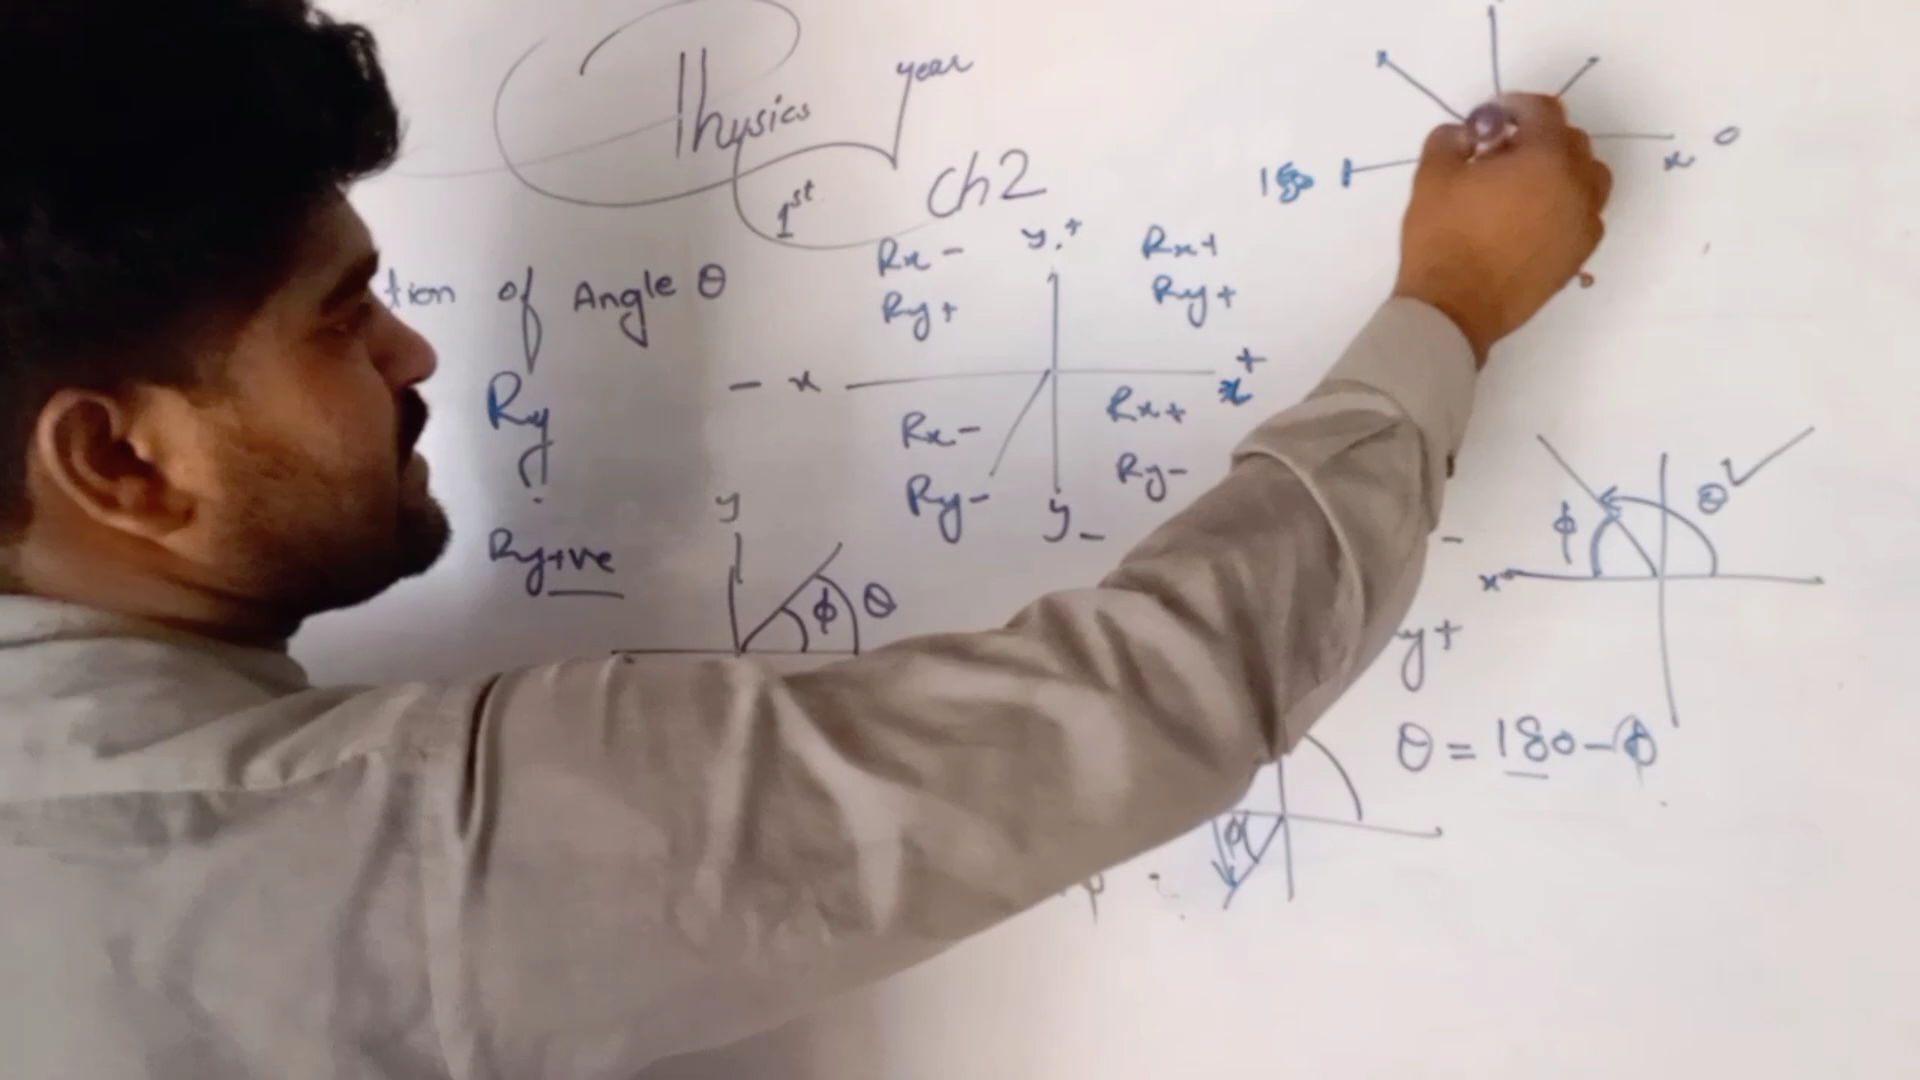 Physics
1st year
Ch2
180
x 0
tion of Angle θ
Rx - y + Rx+
Ry+ Ry+
- x x+
Ry
Rx - Rx+
Ry - Ry-
y -
Ry+ve
y
ϕ θ
ϕ θ
-
x
y+
θ = 180-ϕ
ϕ